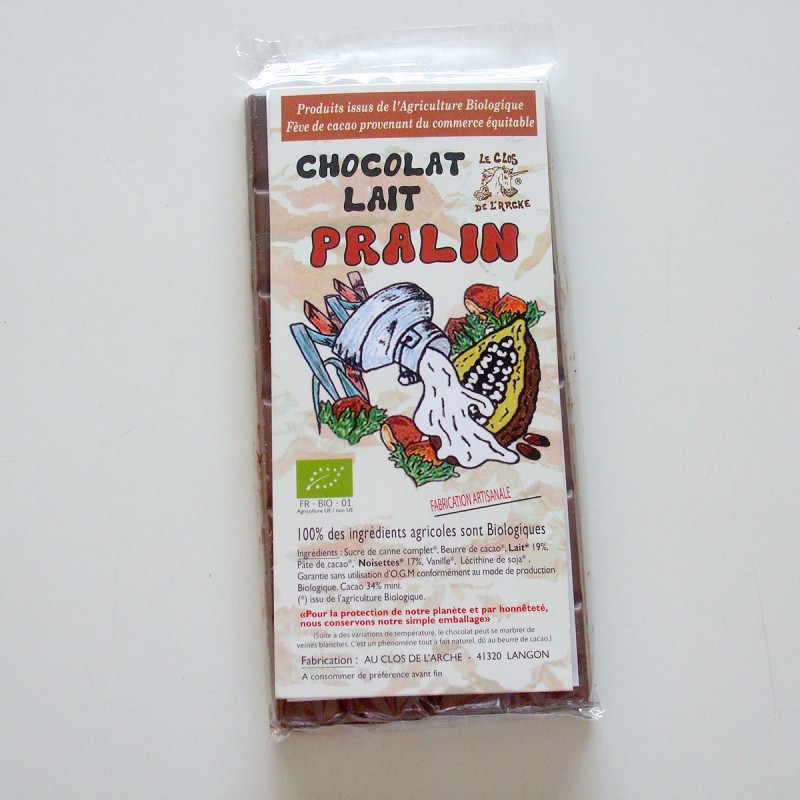 Produits issus de l'Agriculture Biologique
Fève de cacao provenant du commerce équitable
CHOCOLAT
LAIT
PRALIN
LE CLOS
®
DE L'ARCHE
FR - BIO - 01
Agriculture UE / non UE
FABRICATION ARTISANALE
100% des ingrédients agricoles sont Biologiques
Ingrédients : Sucre de canne complet*, Beurre de cacao*, Lait* 19%,
Pâte de cacao*, Noisettes* 17%, Vanille*, Lécithine de soja* ,
Garantie sans utilisation d'O.G.M conformément au mode de production
Biologique. Cacao 34% mini.
(*) issu de l'agriculture Biologique.
«Pour la protection de notre planète et par honnêteté,
nous conservons notre simple emballage»
(Suite à des variations de température, le chocolat peut se marbrer de
veines blanches. C'est un phénomène tout à fait naturel, dû au beurre de cacao.)
Fabrication : AU CLOS DE L'ARCHE - 41320 LANGON
A consommer de préférence avant fin